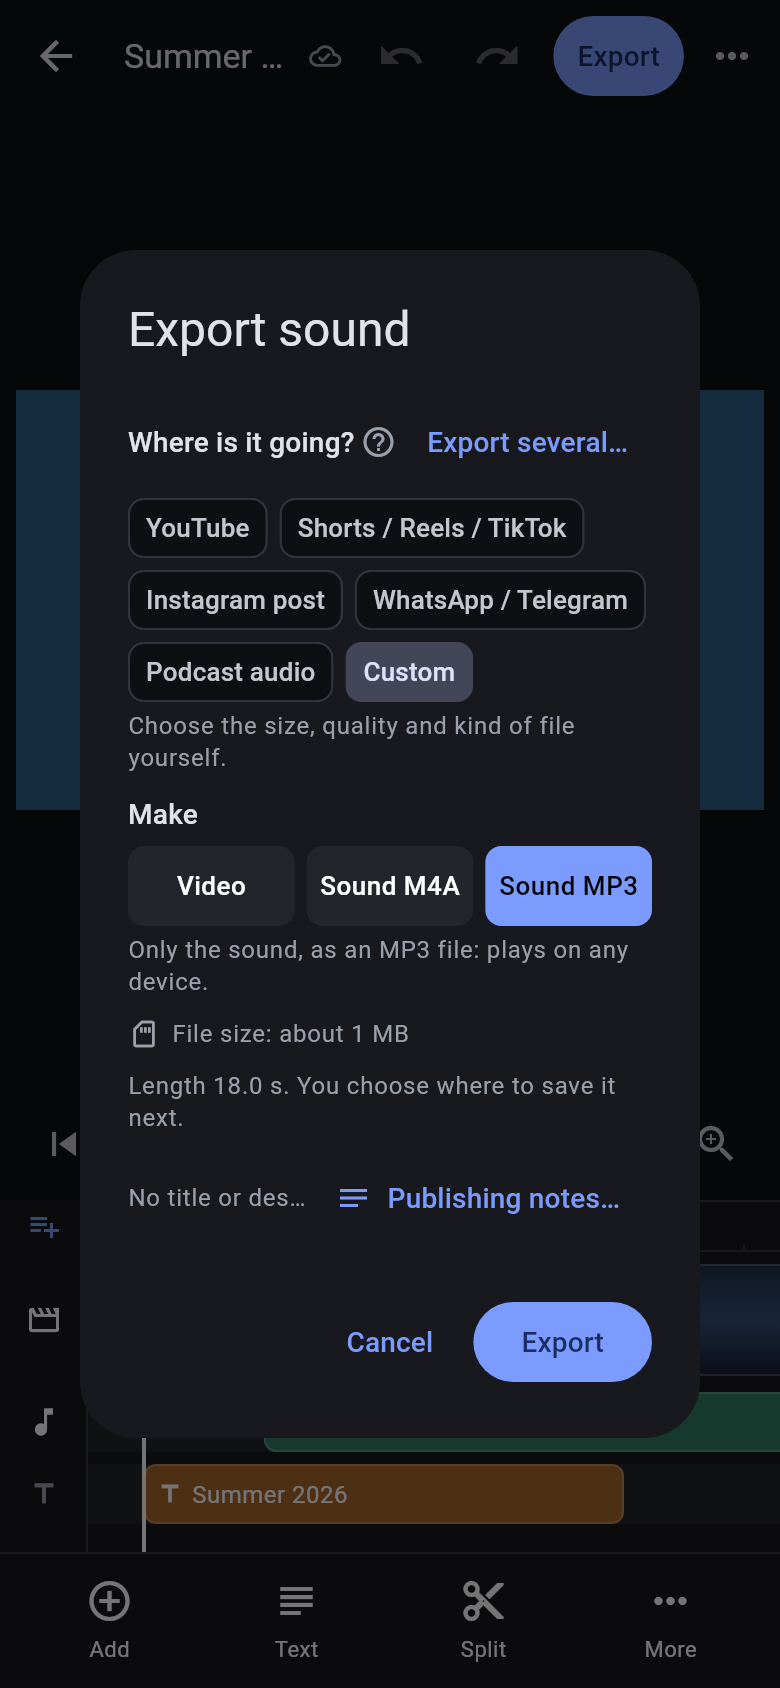 Summer ...
Export
Export sound
Where is it going?
Export several...
YouTube
Shorts / Reels / TikTok
Instagram post
WhatsApp / Telegram
Podcast audio
Custom
Choose the size, quality and kind of file
yourself.
Make
Video
Sound M4A
Sound MP3
Only the sound, as an MP3 file: plays on any
device.
File size: about 1 MB
Length 18.0 s. You choose where to save it
next.
No title or des...
Publishing notes...
Cancel
Export
Summer 2026
Add
Text
Split
More